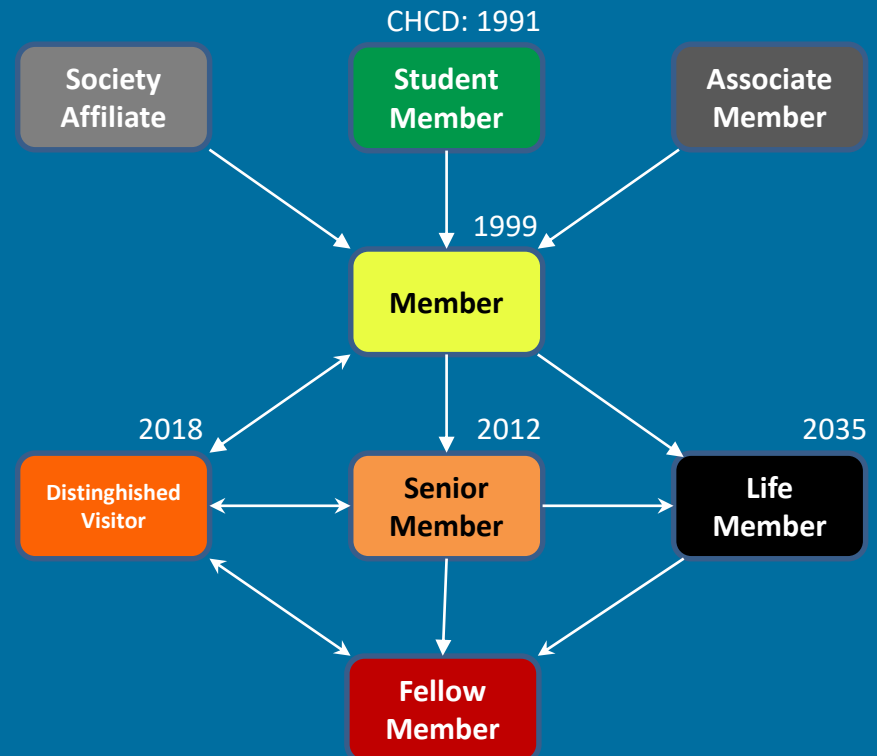 CHCD: 1991
Society
Affiliate
Student
Member
Associate
Member
1999
Member
2018
2012
2035
Distinghished
Visitor
Senior
Member
Life
Member
Fellow
Member